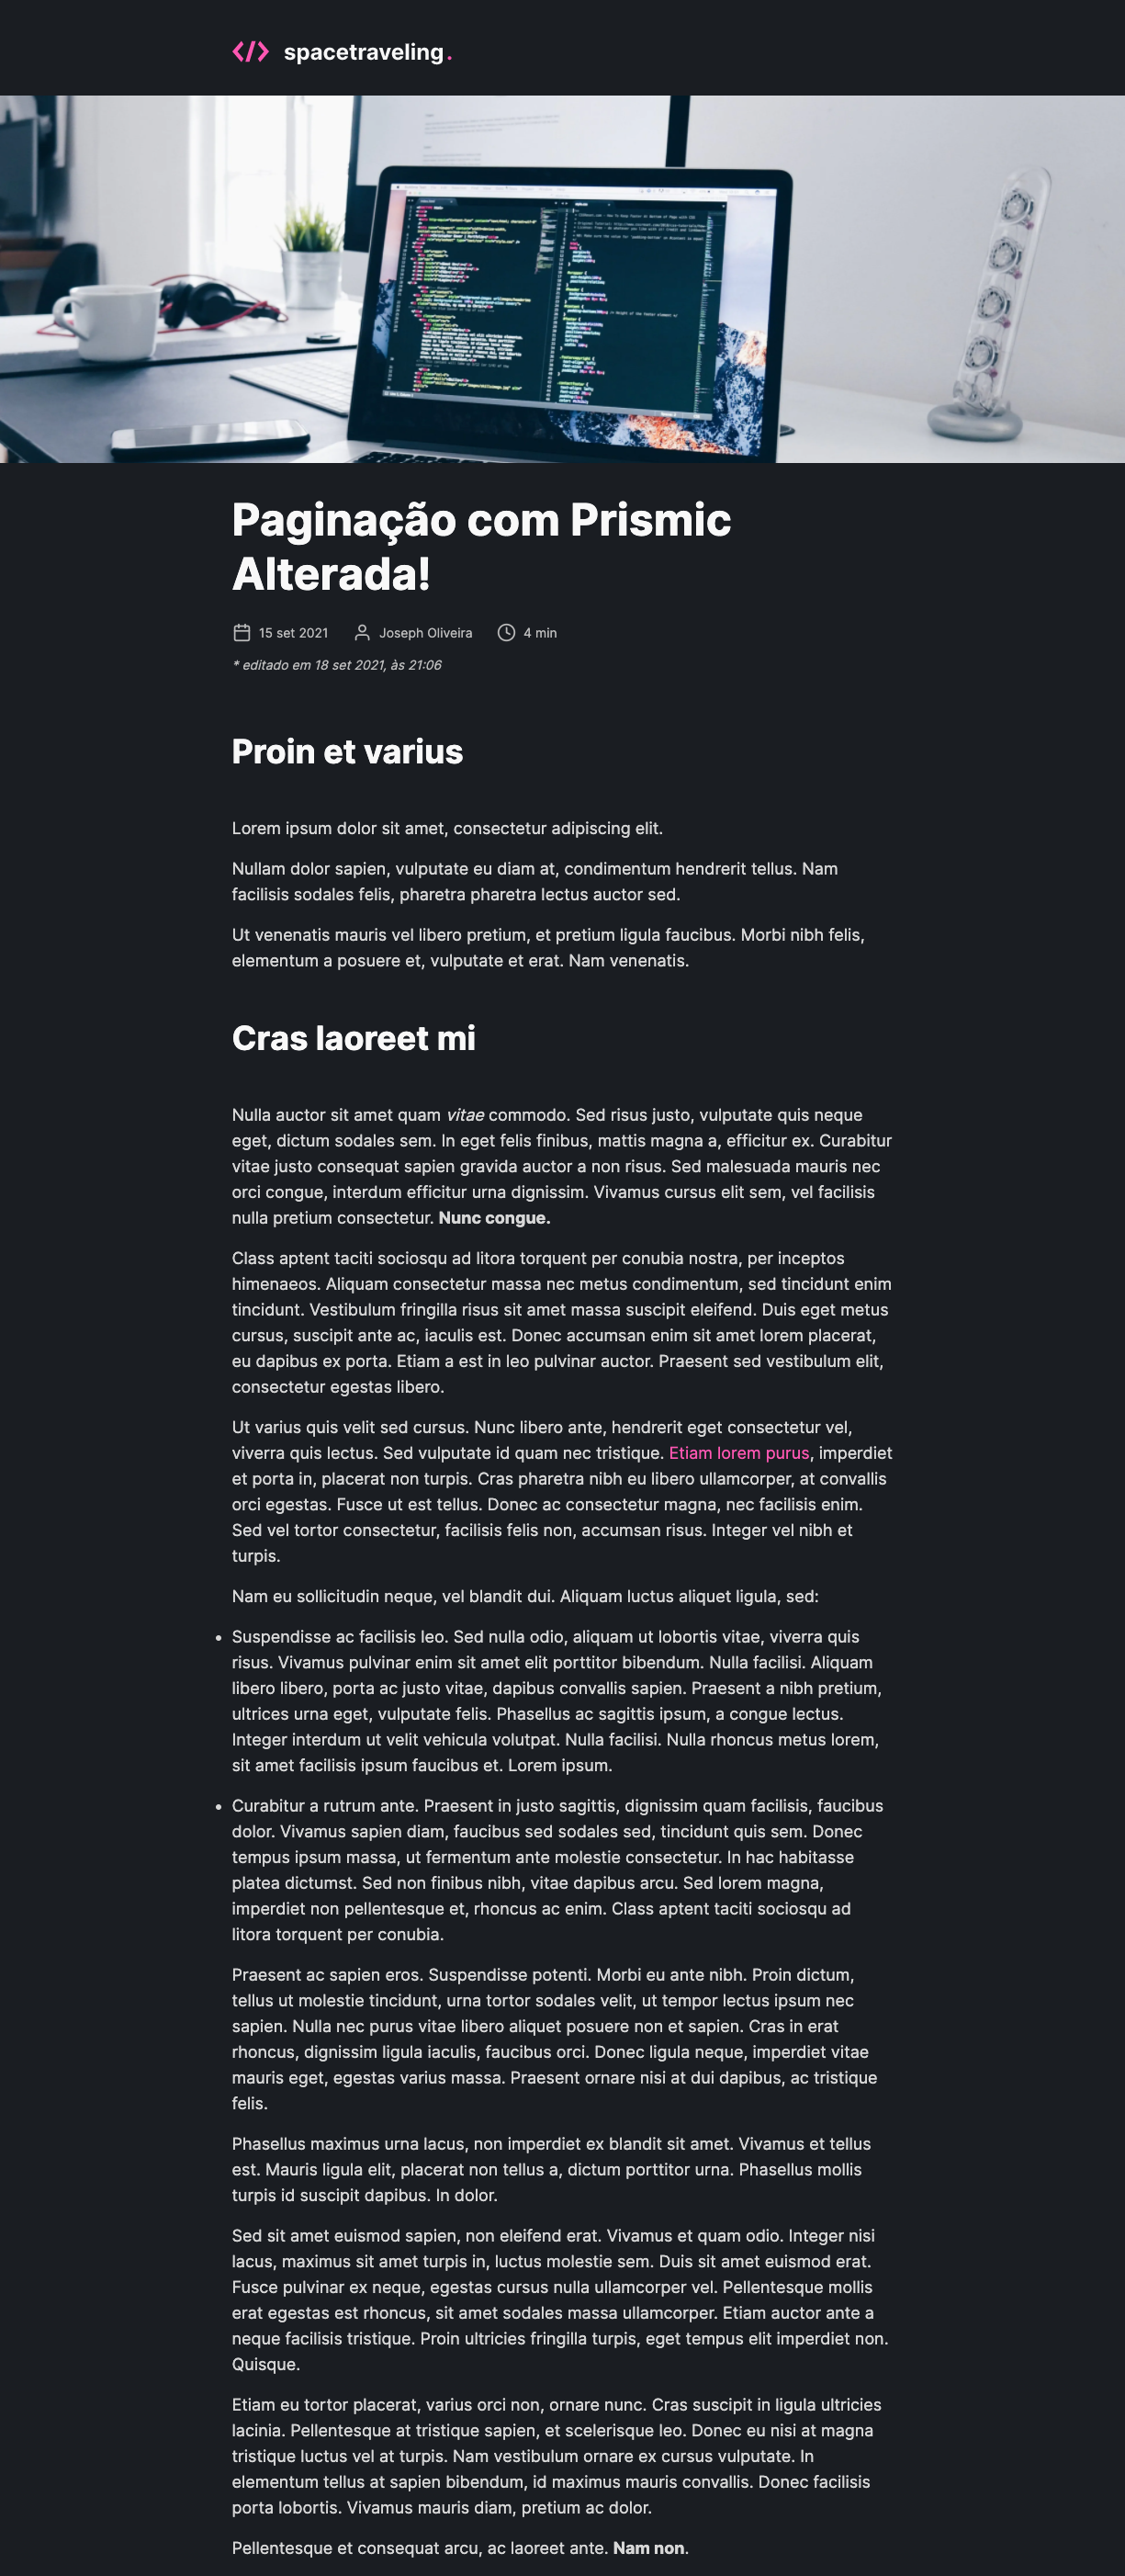 </> spacetraveling.
Paginação com Prismic
Alterada!
15 set 2021 Joseph Oliveira 4 min
* editado em 18 set 2021, às 21:06
Proin et varius
Lorem ipsum dolor sit amet, consectetur adipiscing elit.
Nullam dolor sapien, vulputate eu diam at, condimentum hendrerit tellus. Nam
facilisis sodales felis, pharetra pharetra lectus auctor sed.
Ut venenatis mauris vel libero pretium, et pretium ligula faucibus. Morbi nibh felis,
elementum a posuere et, vulputate et erat. Nam venenatis.
Cras laoreet mi
Nulla auctor sit amet quam vitae commodo. Sed risus justo, vulputate quis neque
eget, dictum sodales sem. In eget felis finibus, mattis magna a, efficitur ex. Curabitur
vitae justo consequat sapien gravida auctor a non risus. Sed malesuada mauris nec
orci congue, interdum efficitur urna dignissim. Vivamus cursus elit sem, vel facilisis
nulla pretium consectetur. Nunc congue.
Class aptent taciti sociosqu ad litora torquent per conubia nostra, per inceptos
himenaeos. Aliquam consectetur massa nec metus condimentum, sed tincidunt enim
tincidunt. Vestibulum fringilla risus sit amet massa suscipit eleifend. Duis eget metus
cursus, suscipit ante ac, iaculis est. Donec accumsan enim sit amet lorem placerat,
eu dapibus ex porta. Etiam a est in leo pulvinar auctor. Praesent sed vestibulum elit,
consectetur egestas libero.
Ut varius quis velit sed cursus. Nunc libero ante, hendrerit eget consectetur vel,
viverra quis lectus. Sed vulputate id quam nec tristique. Etiam lorem purus, imperdiet
et porta in, placerat non turpis. Cras pharetra nibh eu libero ullamcorper, at convallis
orci egestas. Fusce ut est tellus. Donec ac consectetur magna, nec facilisis enim.
Sed vel tortor consectetur, facilisis felis non, accumsan risus. Integer vel nibh et
turpis.
Nam eu sollicitudin neque, vel blandit dui. Aliquam luctus aliquet ligula, sed:
• Suspendisse ac facilisis leo. Sed nulla odio, aliquam ut lobortis vitae, viverra quis
risus. Vivamus pulvinar enim sit amet elit porttitor bibendum. Nulla facilisi. Aliquam
libero libero, porta ac justo vitae, dapibus convallis sapien. Praesent a nibh pretium,
ultrices urna eget, vulputate felis. Phasellus ac sagittis ipsum, a congue lectus.
Integer interdum ut velit vehicula volutpat. Nulla facilisi. Nulla rhoncus metus lorem,
sit amet facilisis ipsum faucibus et. Lorem ipsum.
• Curabitur a rutrum ante. Praesent in justo sagittis, dignissim quam facilisis, faucibus
dolor. Vivamus sapien diam, faucibus sed sodales sed, tincidunt quis sem. Donec
tempus ipsum massa, ut fermentum ante molestie consectetur. In hac habitasse
platea dictumst. Sed non finibus nibh, vitae dapibus arcu. Sed lorem magna,
imperdiet non pellentesque et, rhoncus ac enim. Class aptent taciti sociosqu ad
litora torquent per conubia.
Praesent ac sapien eros. Suspendisse potenti. Morbi eu ante nibh. Proin dictum,
tellus ut molestie tincidunt, urna tortor sodales velit, ut tempor lectus ipsum nec
sapien. Nulla nec purus vitae libero aliquet posuere non et sapien. Cras in erat
rhoncus, dignissim ligula iaculis, faucibus orci. Donec ligula neque, imperdiet vitae
mauris eget, egestas varius massa. Praesent ornare nisi at dui dapibus, ac tristique
felis.
Phasellus maximus urna lacus, non imperdiet ex blandit sit amet. Vivamus et tellus
est. Mauris ligula elit, placerat non tellus a, dictum porttitor urna. Phasellus mollis
turpis id suscipit dapibus. In dolor.
Sed sit amet euismod sapien, non eleifend erat. Vivamus et quam odio. Integer nisi
lacus, maximus sit amet turpis in, luctus molestie sem. Duis sit amet euismod erat.
Fusce pulvinar ex neque, egestas cursus nulla ullamcorper vel. Pellentesque mollis
erat egestas est rhoncus, sit amet sodales massa ullamcorper. Etiam auctor ante a
neque facilisis tristique. Proin ultricies fringilla turpis, eget tempus elit imperdiet non.
Quisque.
Etiam eu tortor placerat, varius orci non, ornare nunc. Cras suscipit in ligula ultricies
lacinia. Pellentesque at tristique sapien, et scelerisque leo. Donec eu nisi at magna
tristique luctus vel at turpis. Nam vestibulum ornare ex cursus vulputate. In
elementum tellus at sapien bibendum, id maximus mauris convallis. Donec facilisis
porta lobortis. Vivamus mauris diam, pretium ac dolor.
Pellentesque et consequat arcu, ac laoreet ante. Nam non.